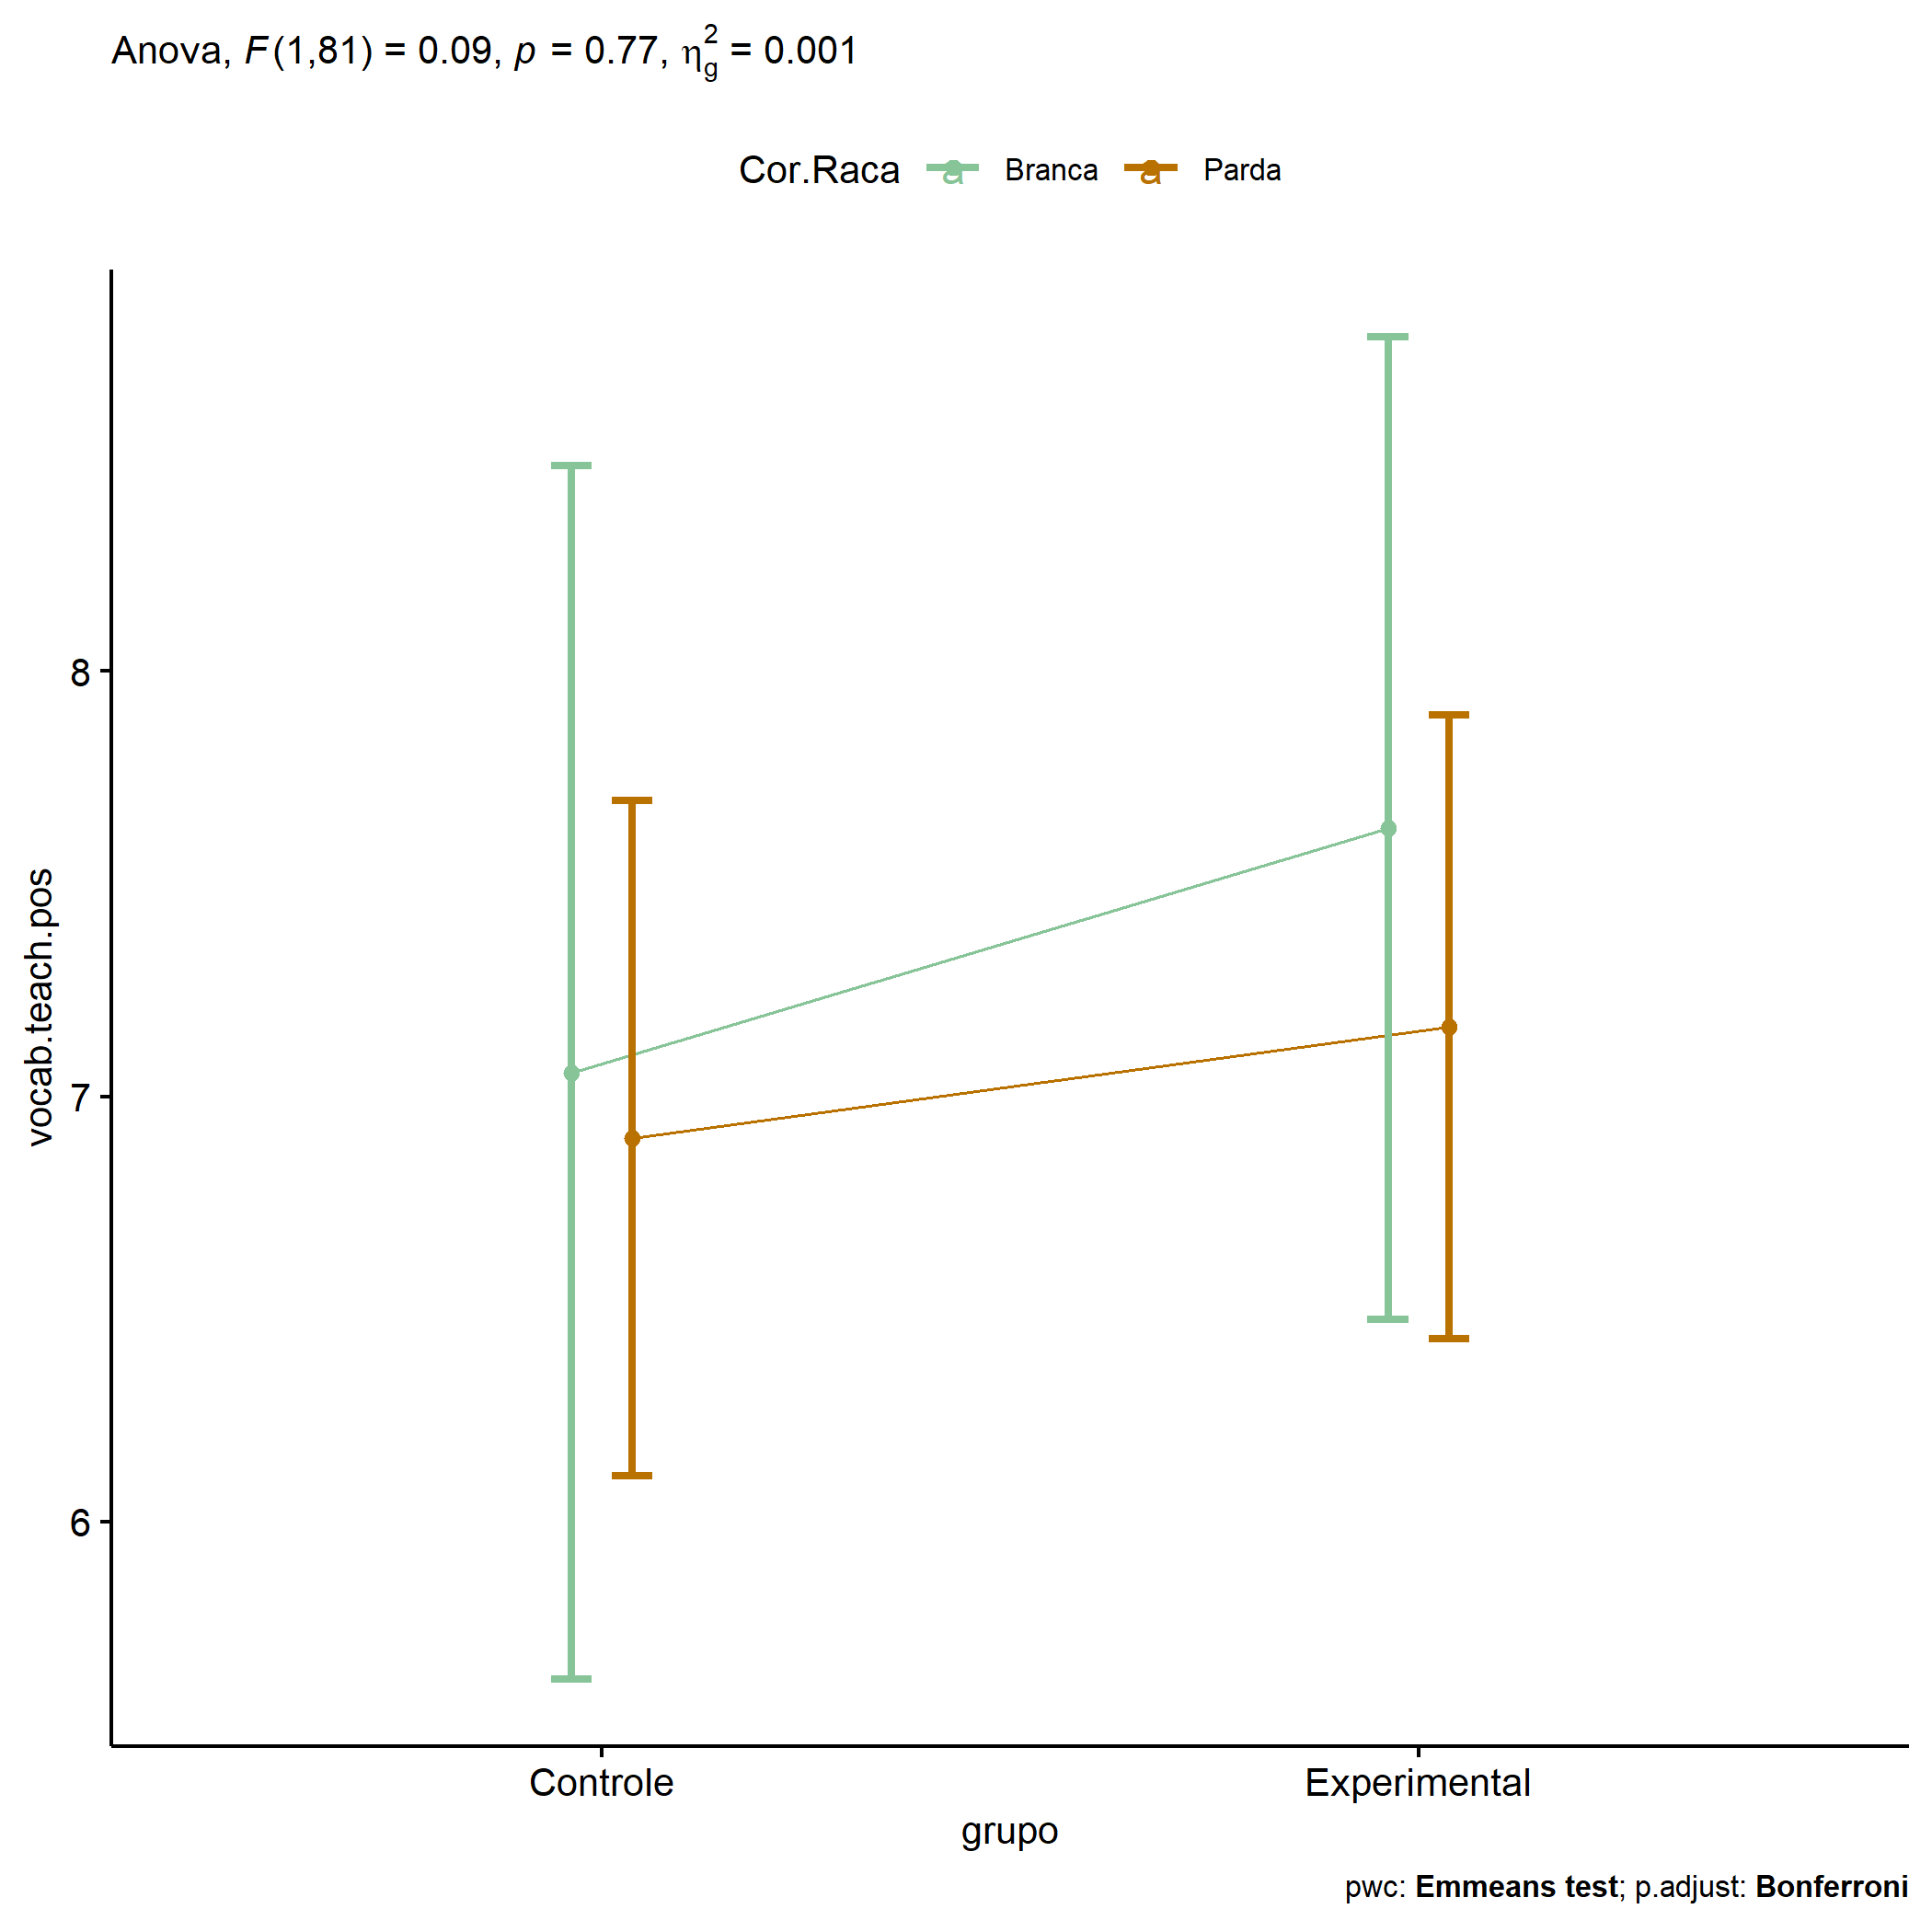 Anova, F(1,81) = 0.09, p = 0.77, η²g = 0.001
Cor.Raca a Branca a Parda
vocab.teach.pos
8
7
6
Controle Experimental
grupo
pwc: Emmeans test; p.adjust: Bonferroni